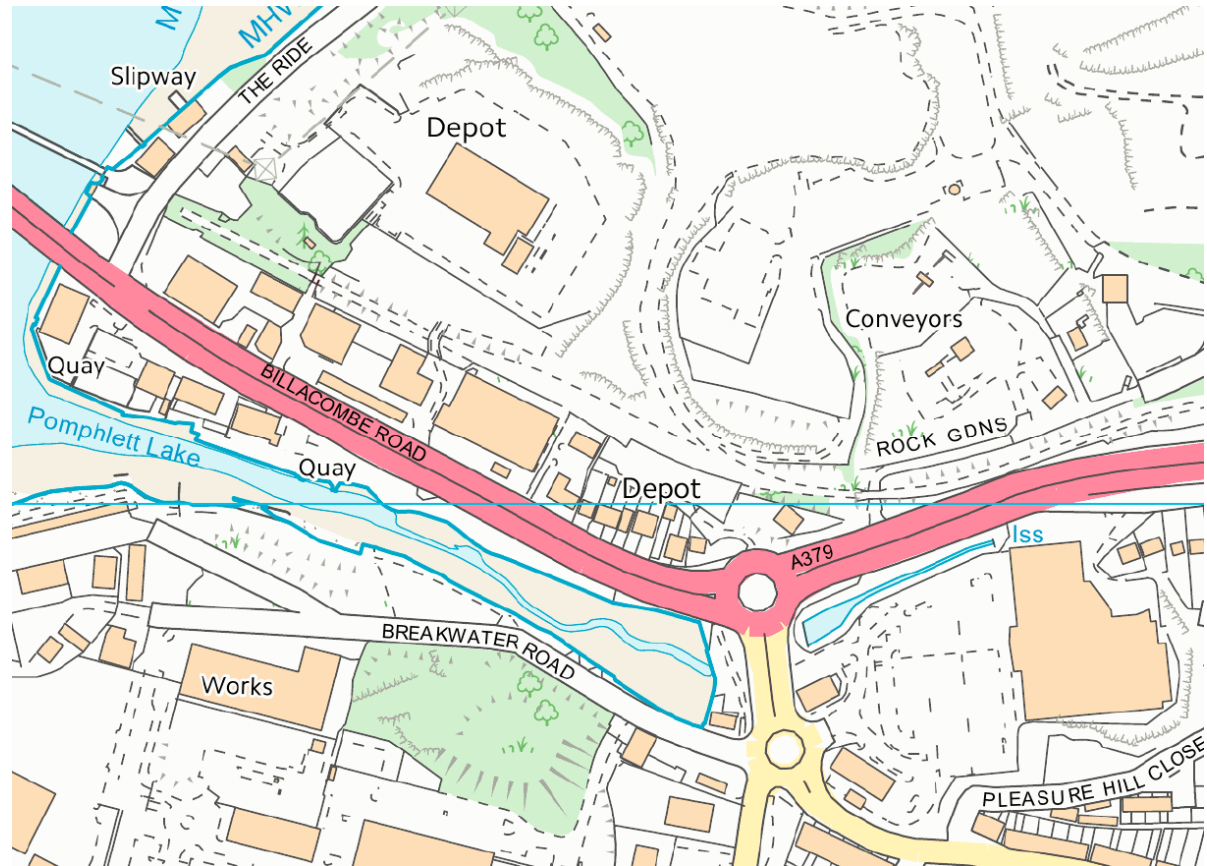 MHW
THE RIDE
Slipway
Depot
Conveyors
Quay
BILLACOMBE ROAD
Pomphlett Lake
ROCK GDNS
Quay
Depot
Iss
A379
BREAKWATER ROAD
Works
PLEASURE HILL CLOSE